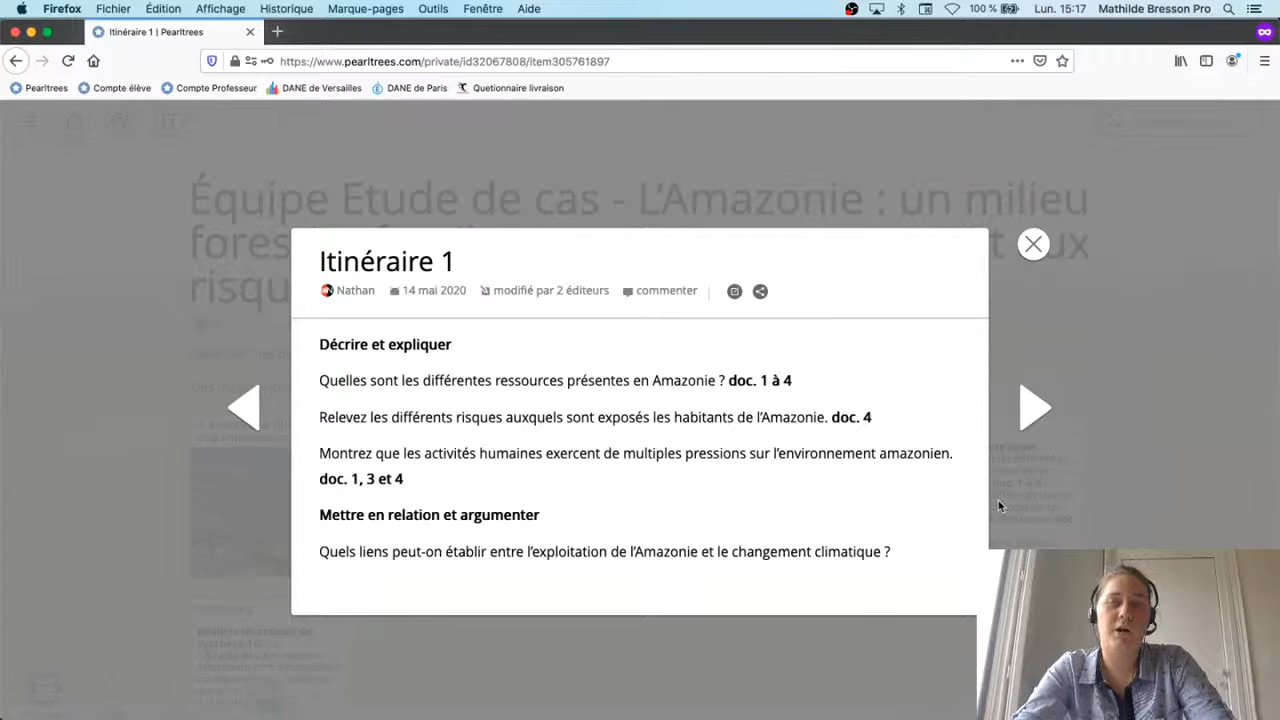 Firefox Fichier Édition Affichage Historique Marque-pages Outils Fenêtre Aide 100 % Lun. 15:17 Mathilde Bresson Pro
Itinéraire 1 | Pearltrees
https://www.pearltrees.com/private/id32067808/item305761897
Pearltrees Compte élève Compte Professeur DANE de Versailles DANE de Paris Quetionnaire livraison
Équipe Etude de cas - L'Amazonie : un milieu
Itinéraire 1
Nathan 14 mai 2020 modifié par 2 éditeurs commenter
Décrire et expliquer
Quelles sont les différentes ressources présentes en Amazonie ? doc. 1 à 4
Relevez les différents risques auxquels sont exposés les habitants de l'Amazonie. doc. 4
Montrez que les activités humaines exercent de multiples pressions sur l'environnement amazonien.
doc. 1, 3 et 4
Mettre en relation et argumenter
Quels liens peut-on établir entre l'exploitation de l'Amazonie et le changement climatique ?